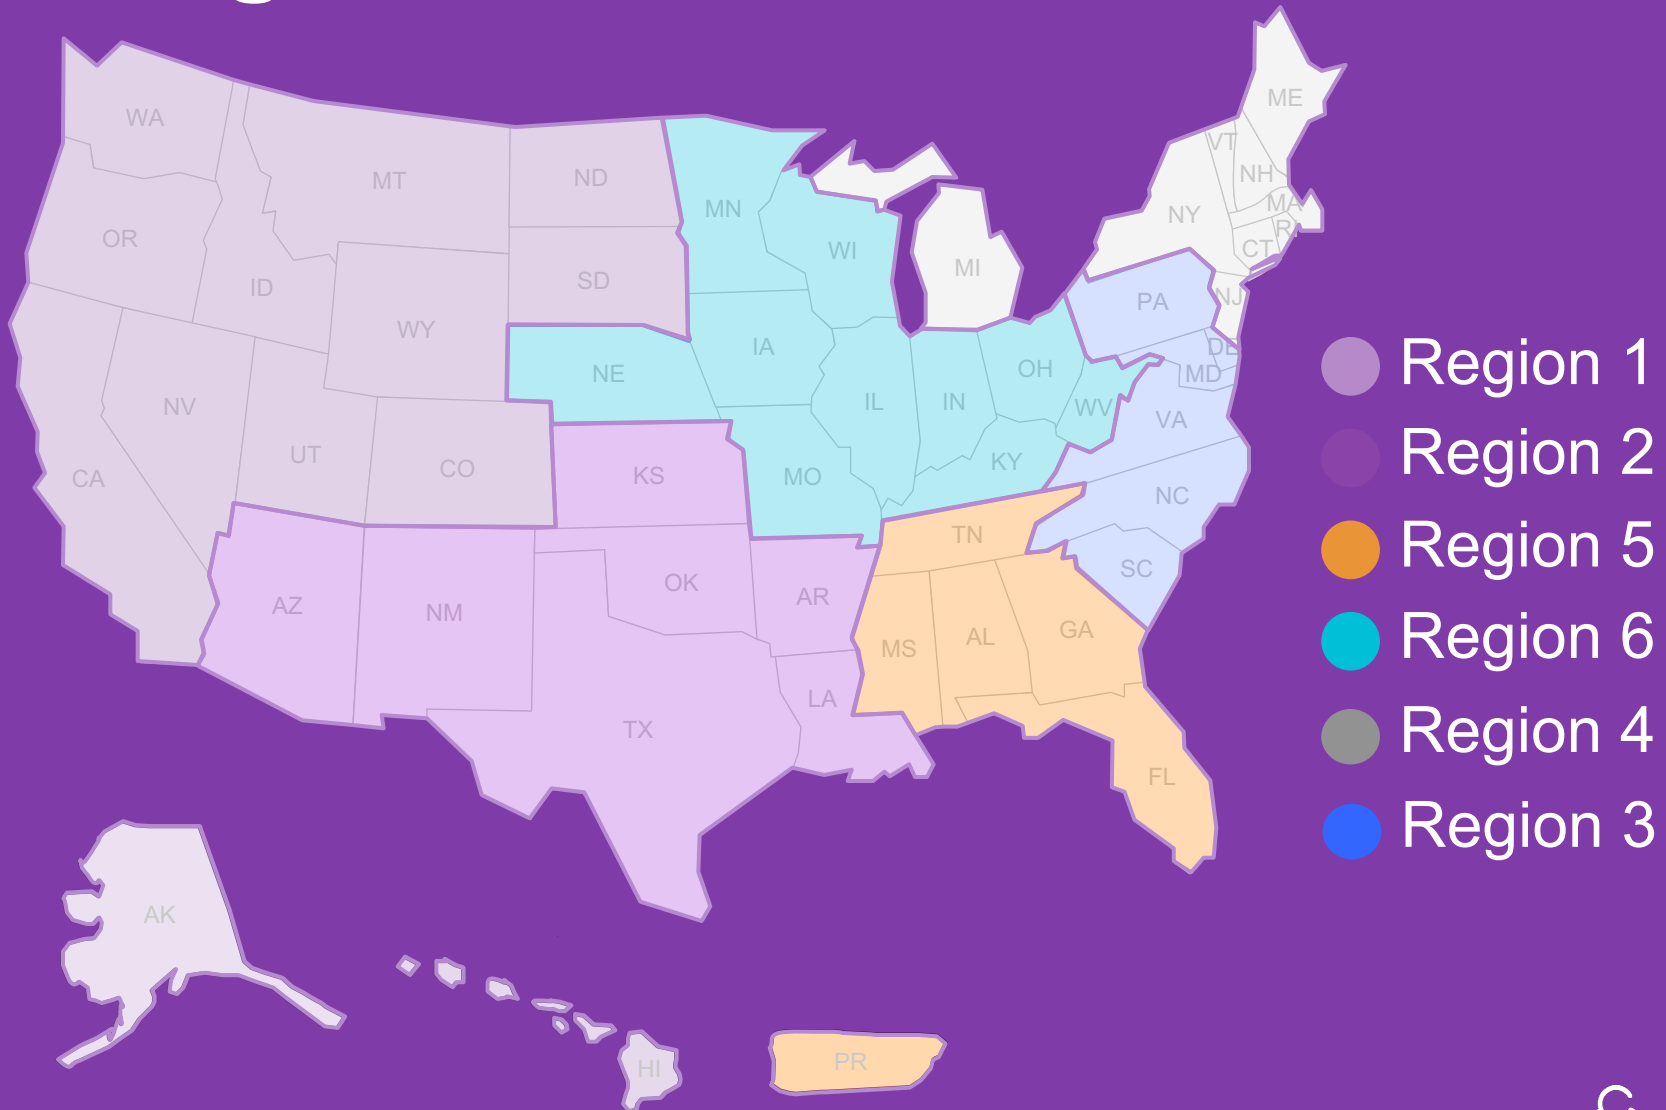 WA
OR
CA
NV
ID
MT
WY
UT
CO
ND
SD
NE
KS
AZ
NM
OK
TX
MN
IA
MO
AR
LA
WI
IL
IN
MI
OH
KY
WV
TN
MS
AL
GA
FL
PA
DE
MD
VA
NC
SC
NY
NJ
VT
NH
ME
MA
RI
CT
AK
HI
PR
Region 1
Region 2
Region 5
Region 6
Region 4
Region 3